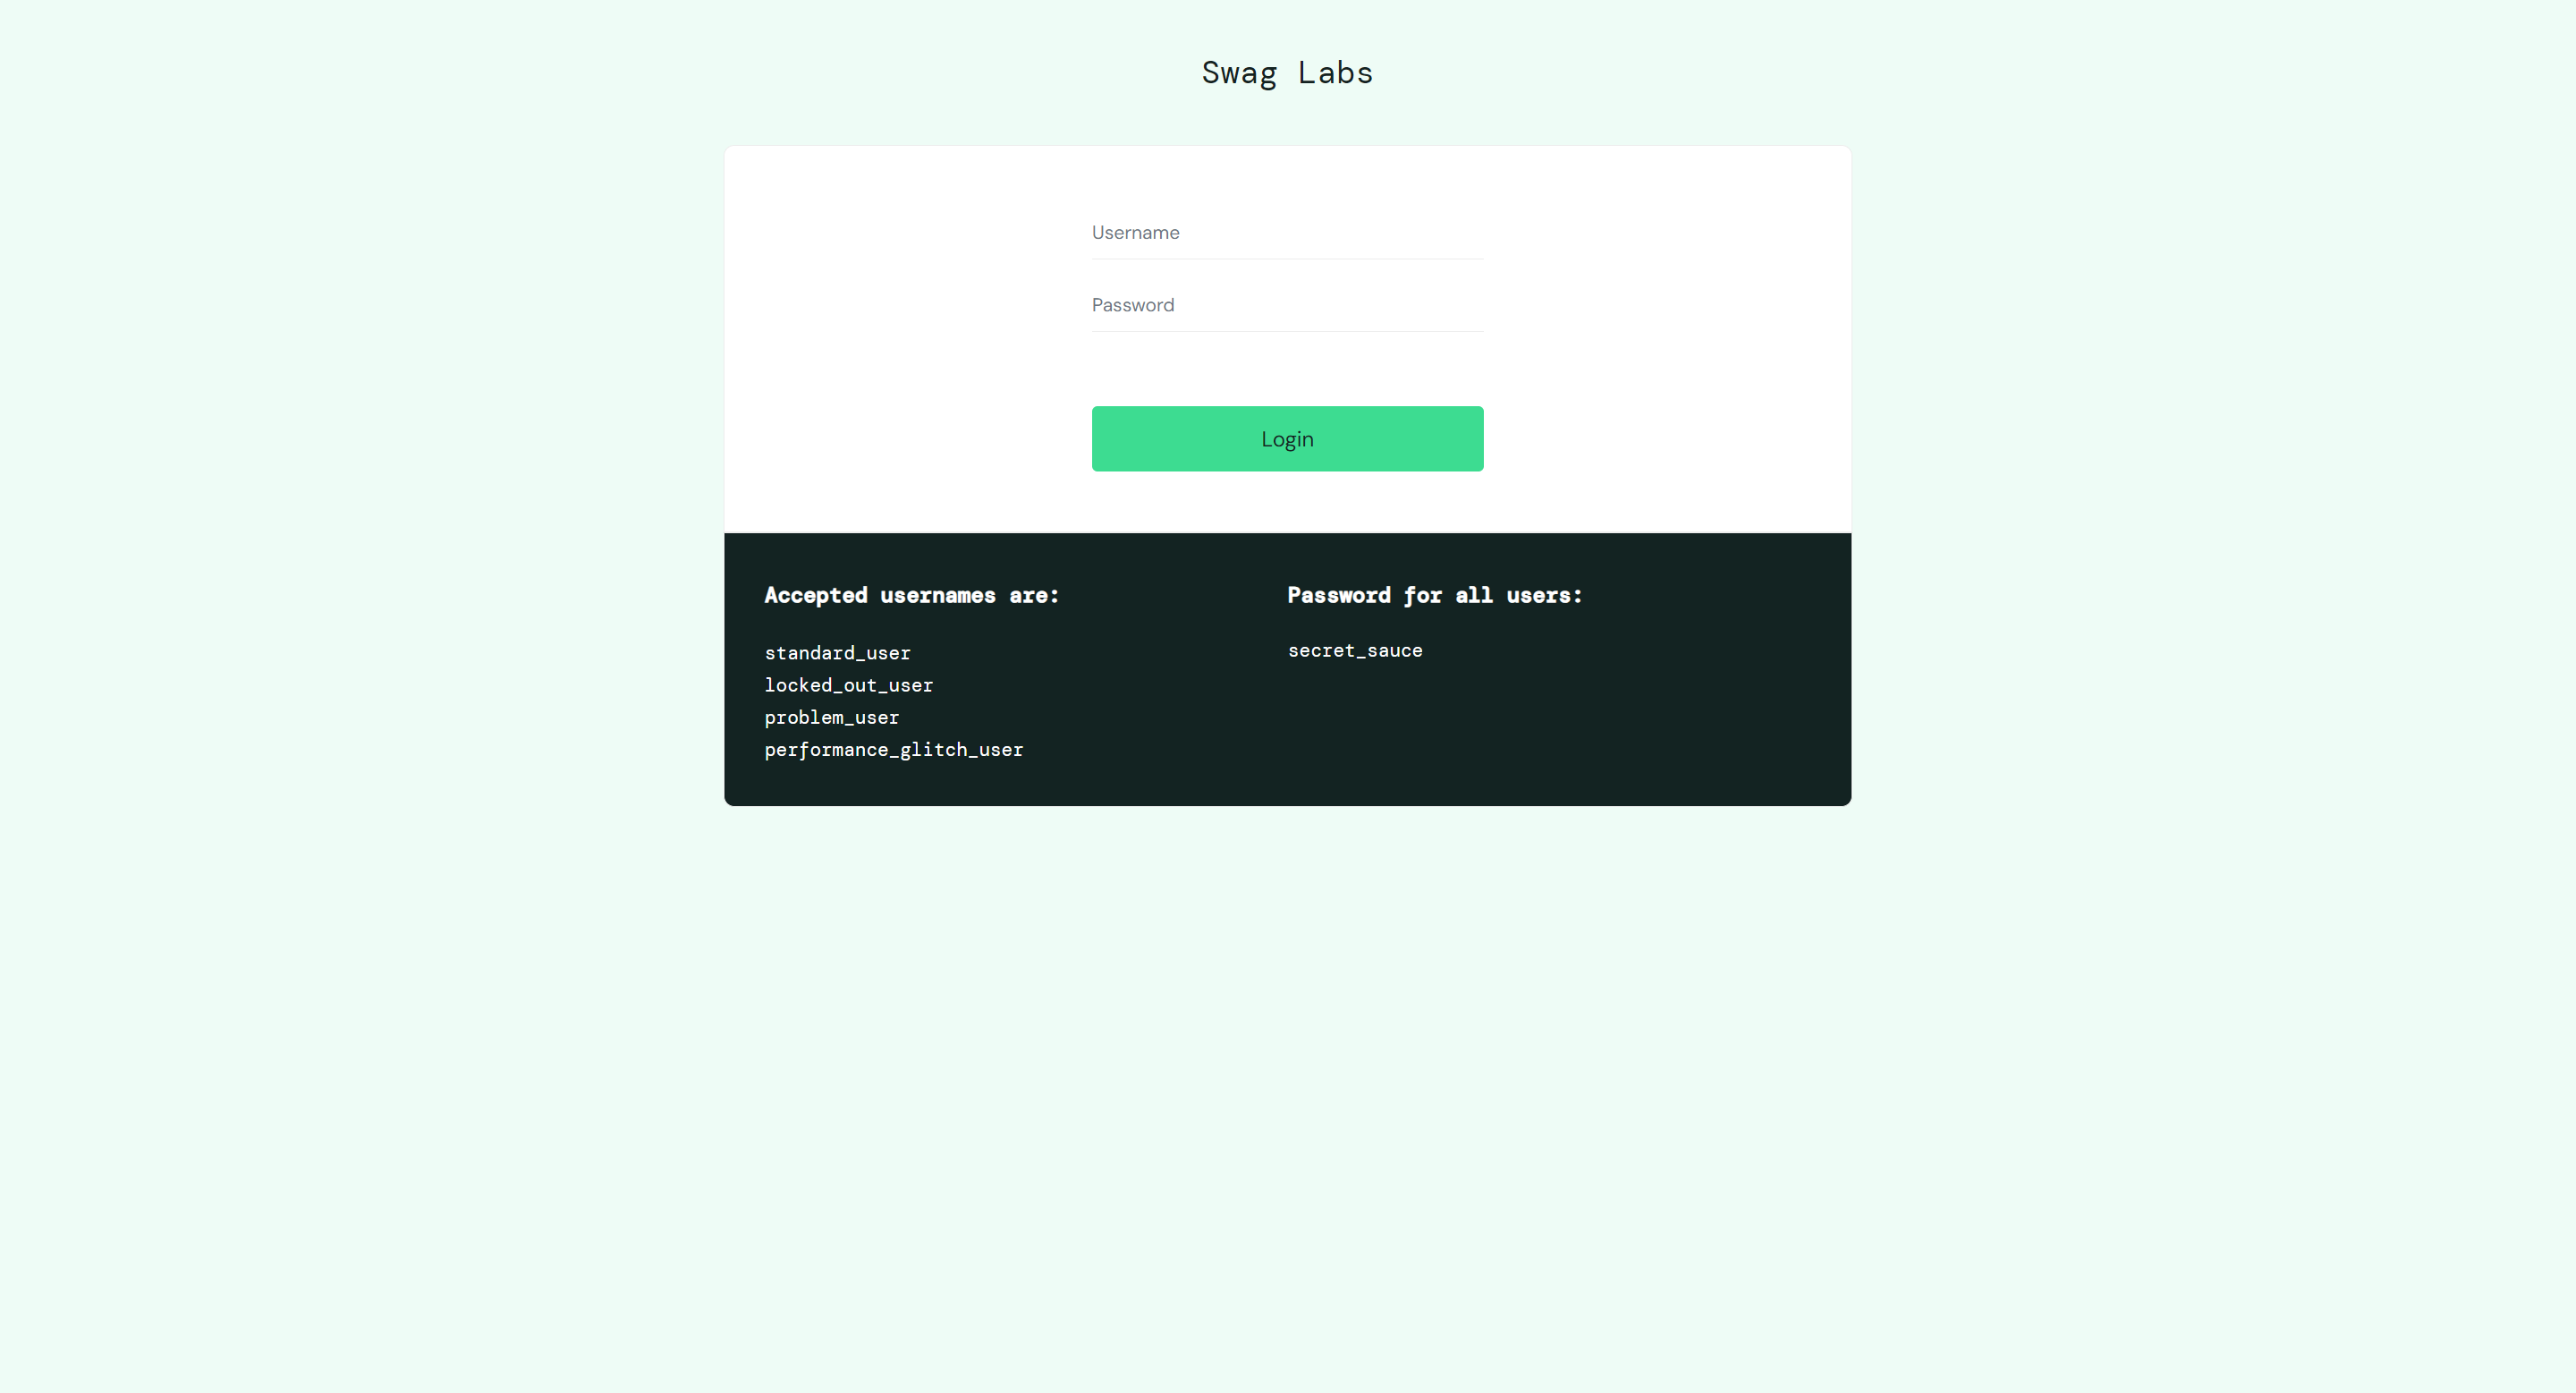 Swag Labs
Username
Password
Login
Accepted usernames are:
standard_user
locked_out_user
problem_user
performance_glitch_user
Password for all users:
secret_sauce